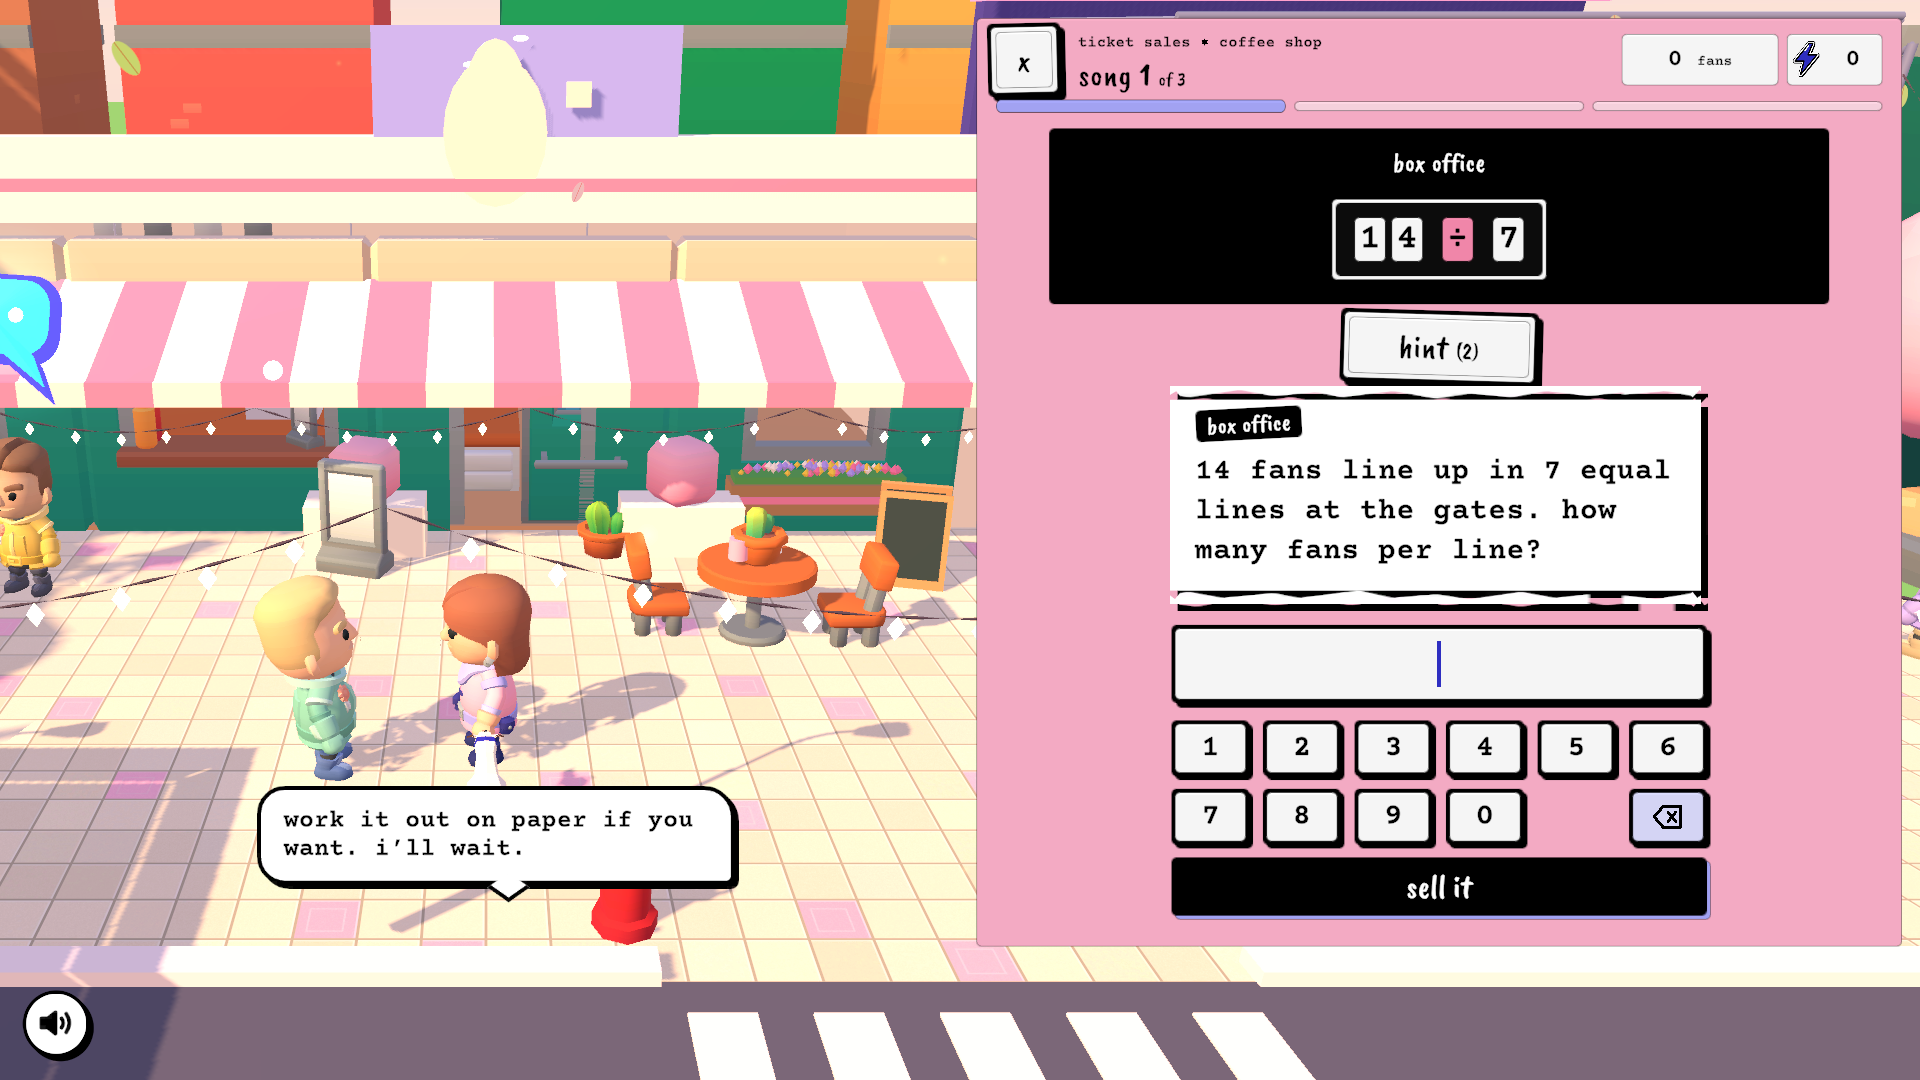 x
ticket sales * coffee shop
song 1 of 3
0 fans
0
box office
14 ÷ 7
hint (2)
box office
14 fans line up in 7 equal
lines at the gates. how
many fans per line?
1 2 3 4 5 6
7 8 9 0
sell it
work it out on paper if you
want. i'll wait.